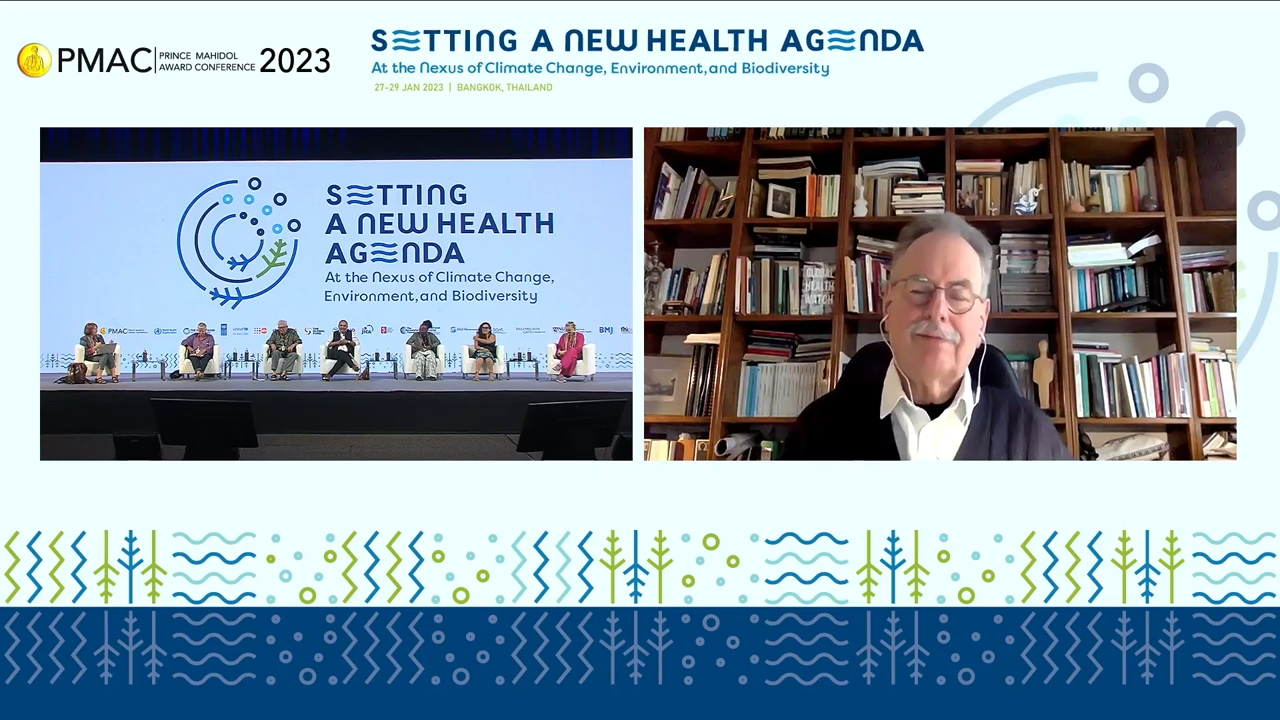 PMAC
PRINCE MAHIDOL
AWARD CONFERENCE
2023
SETTING A NEW HEALTH AGENDA
At the Nexus of Climate Change, Environment, and Biodiversity
27-29 JAN 2023 | BANGKOK, THAILAND
SETTING
A NEW HEALTH
AGENDA
At the Nexus of Climate Change,
Environment, and Biodiversity
PMAC
BMJ
GLOBAL
HEALTH
WATCH